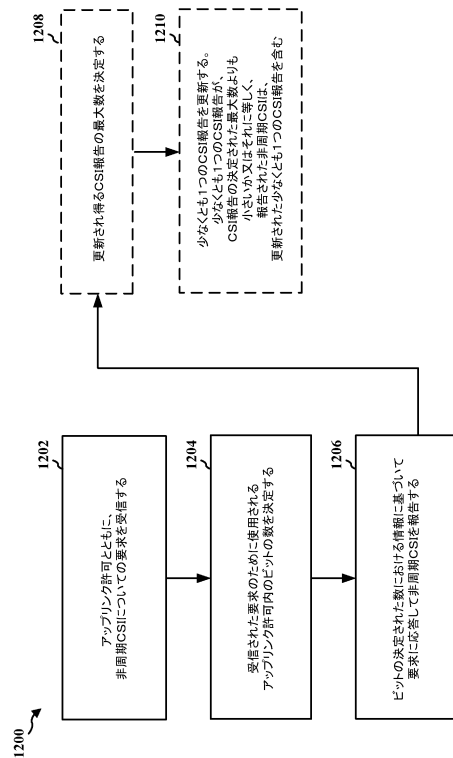 1200
1202
アップリンク許可とともに、
非周期CSIについての要求を受信する
1204
受信された要求のために使用される
アップリンク許可内のビットの数を決定する
1206
ビットの決定された数における情報に基づいて
要求に応答して非周期CSIを報告する
1208
更新され得るCSI報告の最大数を決定する
1210
少なくとも1つのCSI報告を更新する。
少なくとも1つのCSI報告が、
CSI報告の決定された最大数よりも
小さいか又はそれに等しく、
報告された非周期CSIは、
更新された少なくとも1つのCSI報告を含む